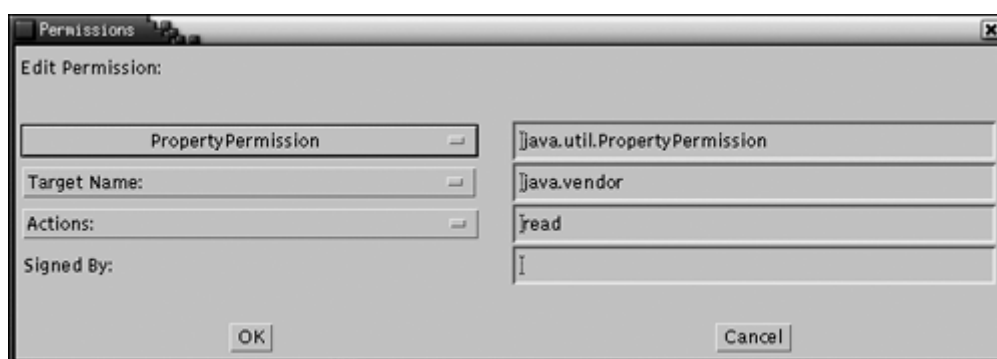 Permissions
Edit Permission:
PropertyPermission java.util.PropertyPermission
Target Name: java.vendor
Actions: read
Signed By:
OK Cancel